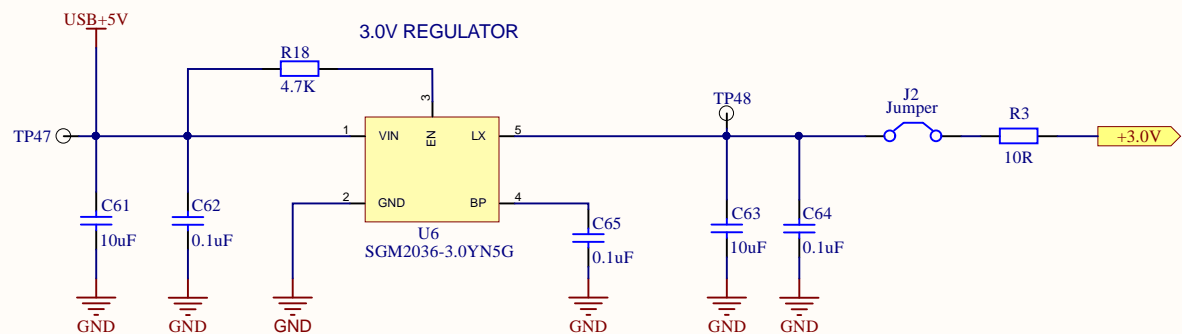 USB+5V
3.0V REGULATOR
R18
4.7K
TP47
1
VIN
3
EN
LX
5
2
GND
BP
4
U6
SGM2036-3.0YN5G
C61
10uF
C62
0.1uF
C65
0.1uF
TP48
C63
10uF
C64
0.1uF
J2
Jumper
R3
10R
+3.0V
GND
GND
GND
GND
GND
GND